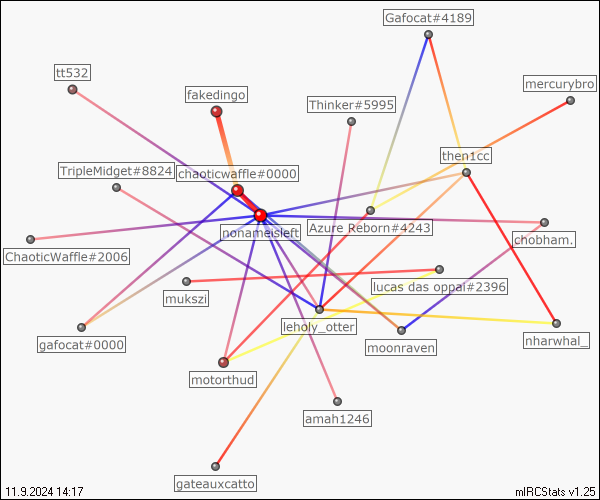 Gafocat#4189
tt532
mercurybro
fakedingo
Thinker#5995
then1cc
TripleMidget#8824
chaoticwaffle#0000
nonameisleft
Azure Reborn#4243
chobham.
ChaoticWaffle#2006
mukszi
lucas das oppai#2396
leholy_otter
gafocat#0000
moonraven
nharwhal_
motorthud
amah1246
gateauxcatto
11.9.2024 14:17
mIRCStats v1.25